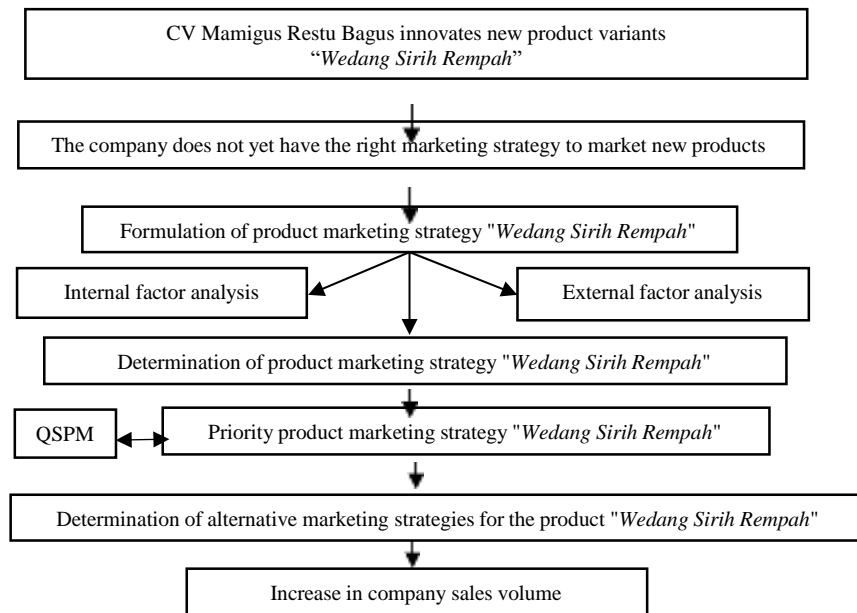 CV Mamigus Restu Bagus innovates new product variants
“Wedang Sirih Rempah”
The company does not yet have the right marketing strategy to market new products
Formulation of product marketing strategy "Wedang Sirih Rempah"
Internal factor analysis
External factor analysis
Determination of product marketing strategy "Wedang Sirih Rempah"
QSPM
Priority product marketing strategy "Wedang Sirih Rempah"
Determination of alternative marketing strategies for the product "Wedang Sirih Rempah"
Increase in company sales volume